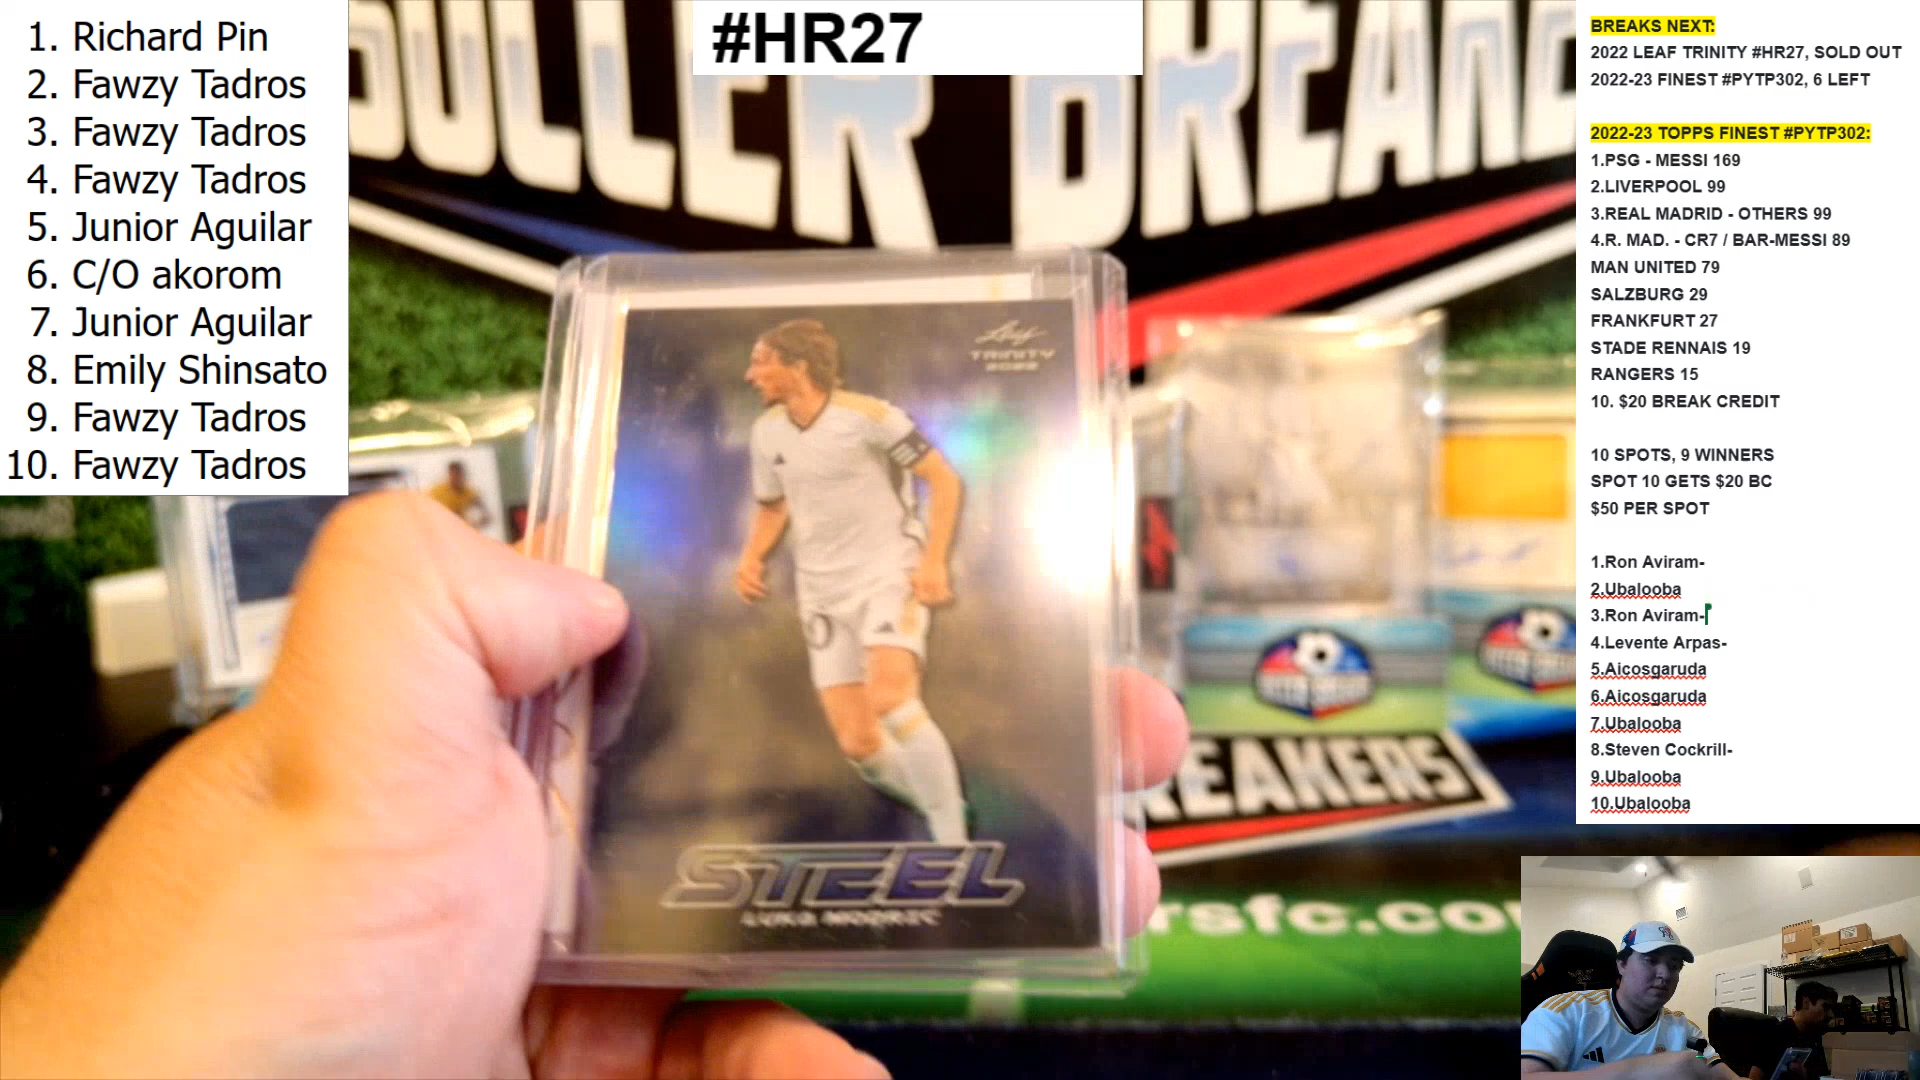 1. Richard Pin
2. Fawzy Tadros
3. Fawzy Tadros
4. Fawzy Tadros
5. Junior Aguilar
6. C/O akorom
7. Junior Aguilar
8. Emily Shinsato
9. Fawzy Tadros
10. Fawzy Tadros
#HR27
SOCCER BREAKE
Leaf
TRINITY
2022
STEEL
LUKA MODRIC
REAKERS
rsfc.co
BREAKS NEXT:
2022 LEAF TRINITY #HR27, SOLD OUT
2022-23 FINEST #PYTP302, 6 LEFT
2022-23 TOPPS FINEST #PYTP302:
1.PSG - MESSI 169
2.LIVERPOOL 99
3.REAL MADRID - OTHERS 99
4.R. MAD. - CR7 / BAR-MESSI 89
MAN UNITED 79
SALZBURG 29
FRANKFURT 27
STADE RENNAIS 19
RANGERS 15
10. $20 BREAK CREDIT
10 SPOTS, 9 WINNERS
SPOT 10 GETS $20 BC
$50 PER SPOT
1.Ron Aviram-
2.Ubalooba
3.Ron Aviram-
4.Levente Arpas-
5.Aicosgaruda
6.Aicosgaruda
7.Ubalooba
8.Steven Cockrill-
9.Ubalooba
10.Ubalooba